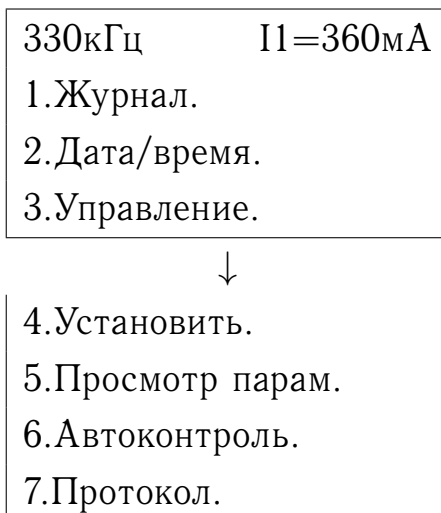 330кГц I1=360мА
1.Журнал.
2.Дата/время.
3.Управление.
↓
4.Установить.
5.Просмотр парам.
6.Автоконтроль.
7.Протокол.